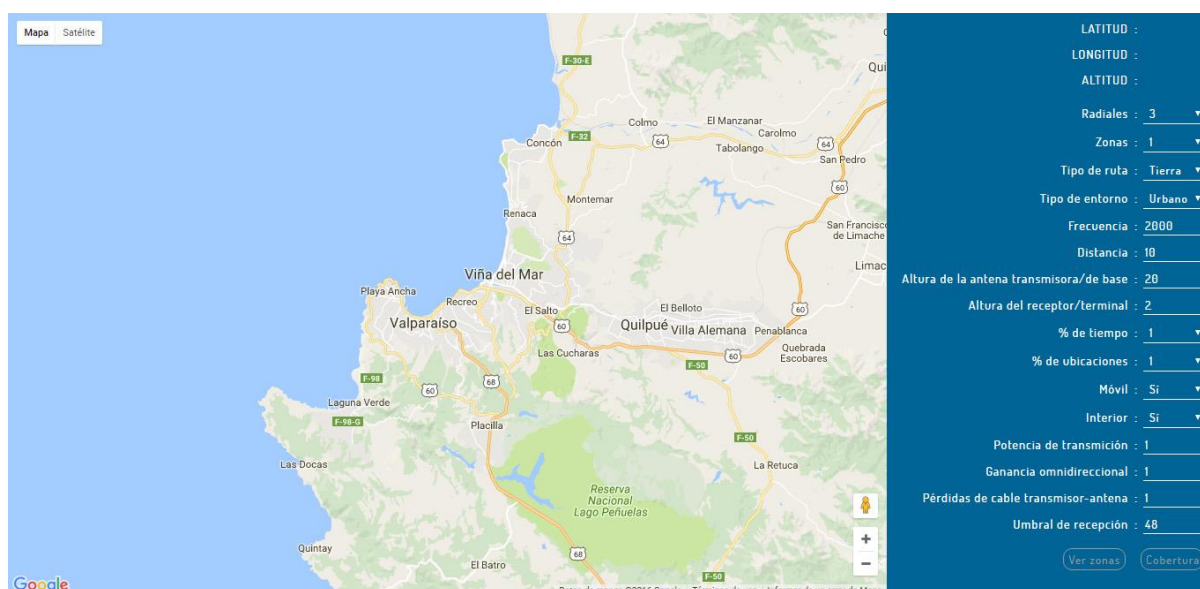 Mapa Satélite
F-30-E
Qui
Colmo
El Manzanar
Concón
F-32
64
Tabolango
Carolmo
64
San Pedro
60
Montemar
Renaca
San Francisco
de Limache
64
Limac
Viña del Mar
Playa Ancha
Recreo
El Salto
El Belloto
60
Valparaíso
60
Quilpué
Villa Alemana
Penablanca
Las Cucharas
60
Quebrada
Escobares
F-50
F-98
60
68
Laguna Verde
F-98-G
Placilla
F-50
Las Docas
La Retuca
Reserva
Nacional
Lago Peñuelas
Quintay
68
El Batro
F-50
Google
LATITUD :
LONGITUD :
ALTITUD :
Radiales : 3
Zonas : 1
Tipo de ruta : Tierra
Tipo de entorno : Urbano
Frecuencia : 2000
Distancia : 10
Altura de la antena transmisora/de base : 20
Altura del receptor/terminal : 2
% de tiempo : 1
% de ubicaciones : 1
Móvil : Sí
Interior : Sí
Potencia de transmición : 1
Ganancia omnidireccional : 1
Pérdidas de cable transmisor-antena : 1
Umbral de recepción : 48
Ver zonas Cobertura